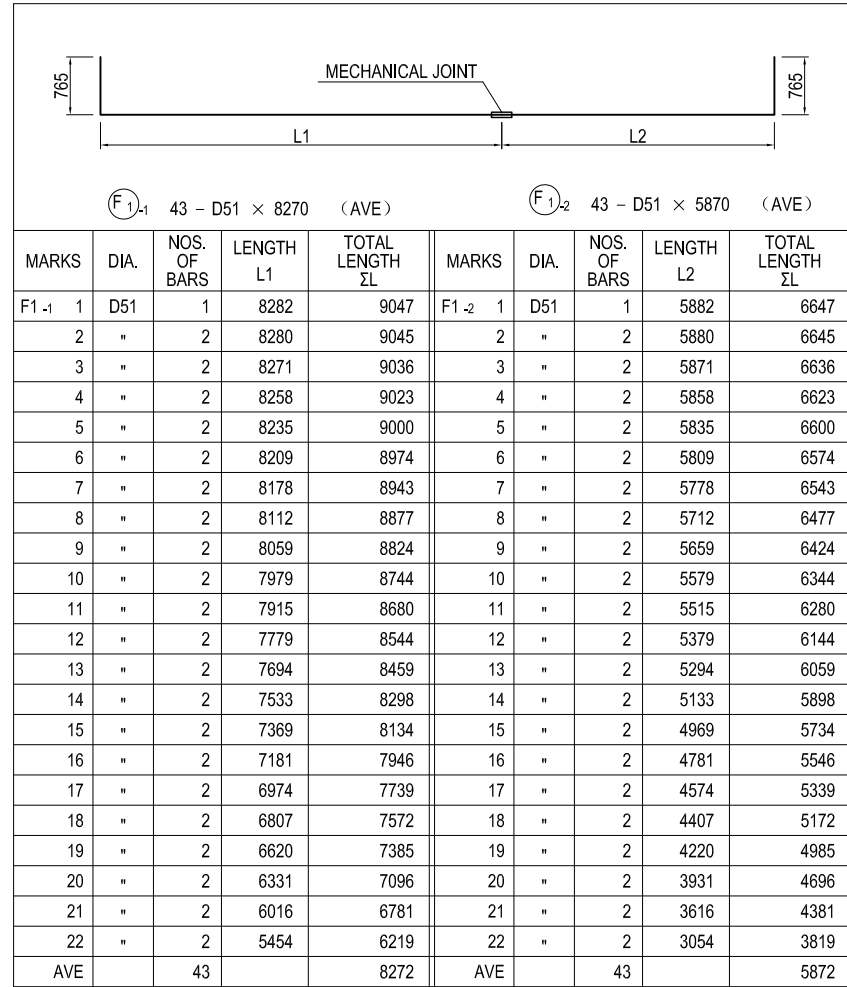 765
MECHANICAL JOINT
765
L1
L2
F 1 -1 43 – D51 × 8270 （AVE）
F 1 -2 43 – D51 × 5870 （AVE）
MARKS DIA. NOS. OF BARS LENGTH L1 TOTAL LENGTH ΣL MARKS DIA. NOS. OF BARS LENGTH L2 TOTAL LENGTH ΣL
F1 -1 1 D51 1 8282 9047 F1 -2 1 D51 1 5882 6647
2 " 2 8280 9045 2 " 2 5880 6645
3 " 2 8271 9036 3 " 2 5871 6636
4 " 2 8258 9023 4 " 2 5858 6623
5 " 2 8235 9000 5 " 2 5835 6600
6 " 2 8209 8974 6 " 2 5809 6574
7 " 2 8178 8943 7 " 2 5778 6543
8 " 2 8112 8877 8 " 2 5712 6477
9 " 2 8059 8824 9 " 2 5659 6424
10 " 2 7979 8744 10 " 2 5579 6344
11 " 2 7915 8680 11 " 2 5515 6280
12 " 2 7779 8544 12 " 2 5379 6144
13 " 2 7694 8459 13 " 2 5294 6059
14 " 2 7533 8298 14 " 2 5133 5898
15 " 2 7369 8134 15 " 2 4969 5734
16 " 2 7181 7946 16 " 2 4781 5546
17 " 2 6974 7739 17 " 2 4574 5339
18 " 2 6807 7572 18 " 2 4407 5172
19 " 2 6620 7385 19 " 2 4220 4985
20 " 2 6331 7096 20 " 2 3931 4696
21 " 2 6016 6781 21 " 2 3616 4381
22 " 2 5454 6219 22 " 2 3054 3819
AVE 43 8272 AVE 43 5872